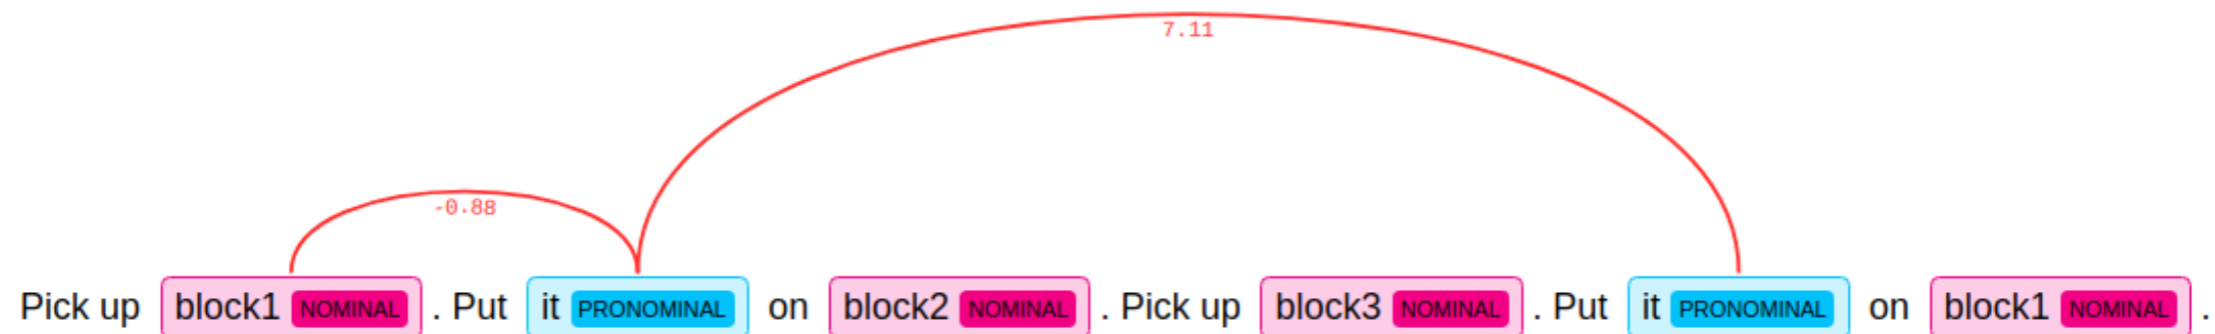 7.11
-0.88
Pick up block1 NOMINAL . Put it PRONOMINAL on block2 NOMINAL . Pick up block3 NOMINAL . Put it PRONOMINAL on block1 NOMINAL .